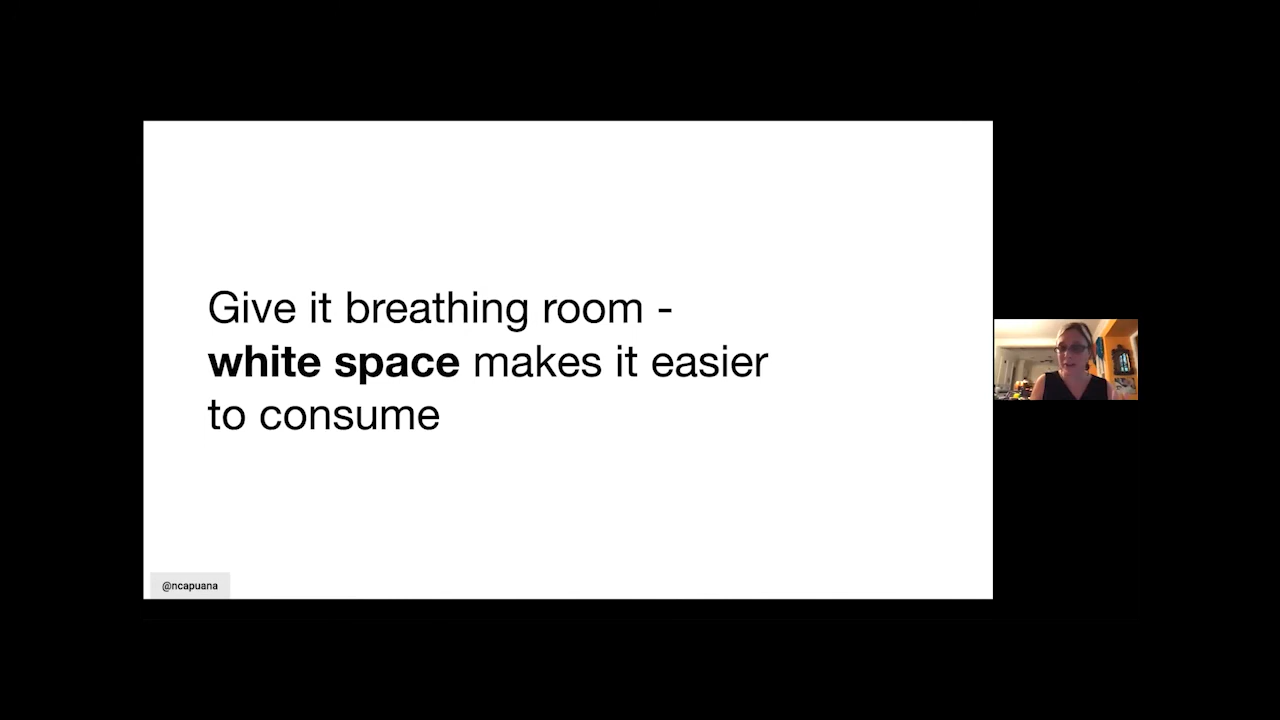 Give it breathing room -
white space makes it easier
to consume
@ncapuana